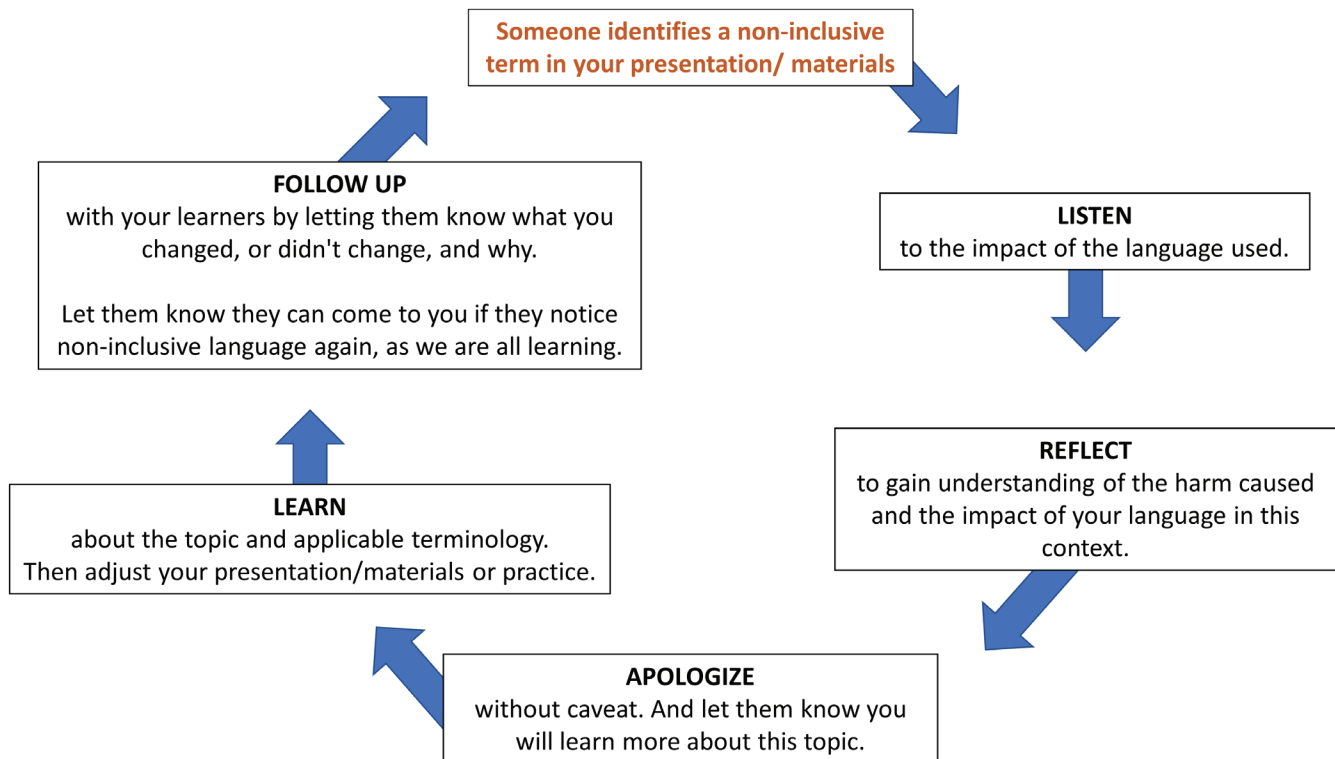 Someone identifies a non-inclusive
term in your presentation/ materials
LISTEN
to the impact of the language used.
REFLECT
to gain understanding of the harm caused
and the impact of your language in this
context.
APOLOGIZE
without caveat. And let them know you
will learn more about this topic.
LEARN
about the topic and applicable terminology.
Then adjust your presentation/materials or practice.
FOLLOW UP
with your learners by letting them know what you
changed, or didn't change, and why.
Let them know they can come to you if they notice
non-inclusive language again, as we are all learning.